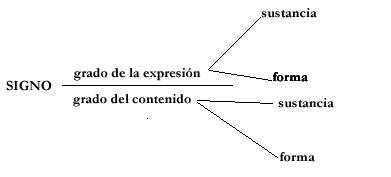 sustancia
grado de la expresión
forma
SIGNO
grado del contenido
sustancia
forma